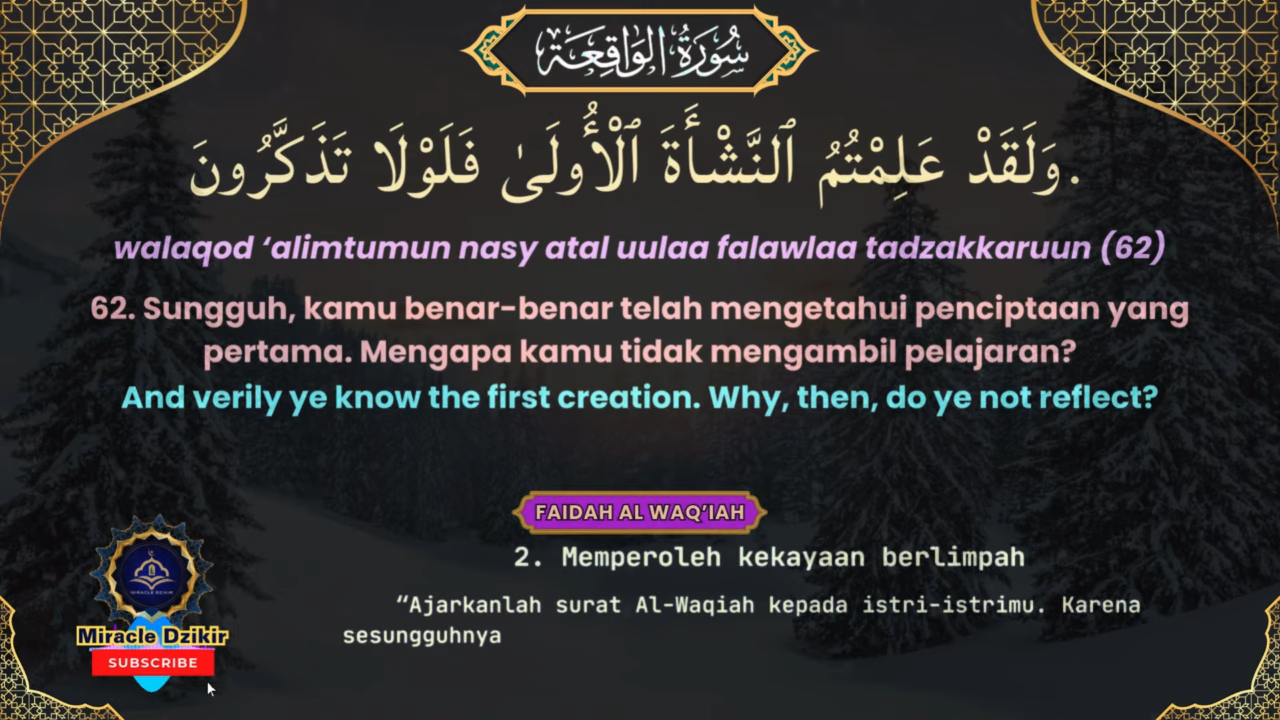 سُورَةُ الوَاقِعَة
وَلَقَدْ عَلِمْتُمُ ٱلنَّشْأَةَ ٱلْأُولَىٰ فَلَوْلَا تَذَكَّرُونَ.
walaqod ‘alimtumun nasy atal uulaa falawlaa tadzakkaruun (62)
62. Sungguh, kamu benar-benar telah mengetahui penciptaan yang
pertama. Mengapa kamu tidak mengambil pelajaran?
And verily ye know the first creation. Why, then, do ye not reflect?
FAIDAH AL WAQ’IAH
2. Memperoleh kekayaan berlimpah
“Ajarkanlah surat Al-Waqiah kepada istri-istrimu. Karena
sesungguhnya
MIRACLE DZIKIR
Miracle Dzikir
SUBSCRIBE